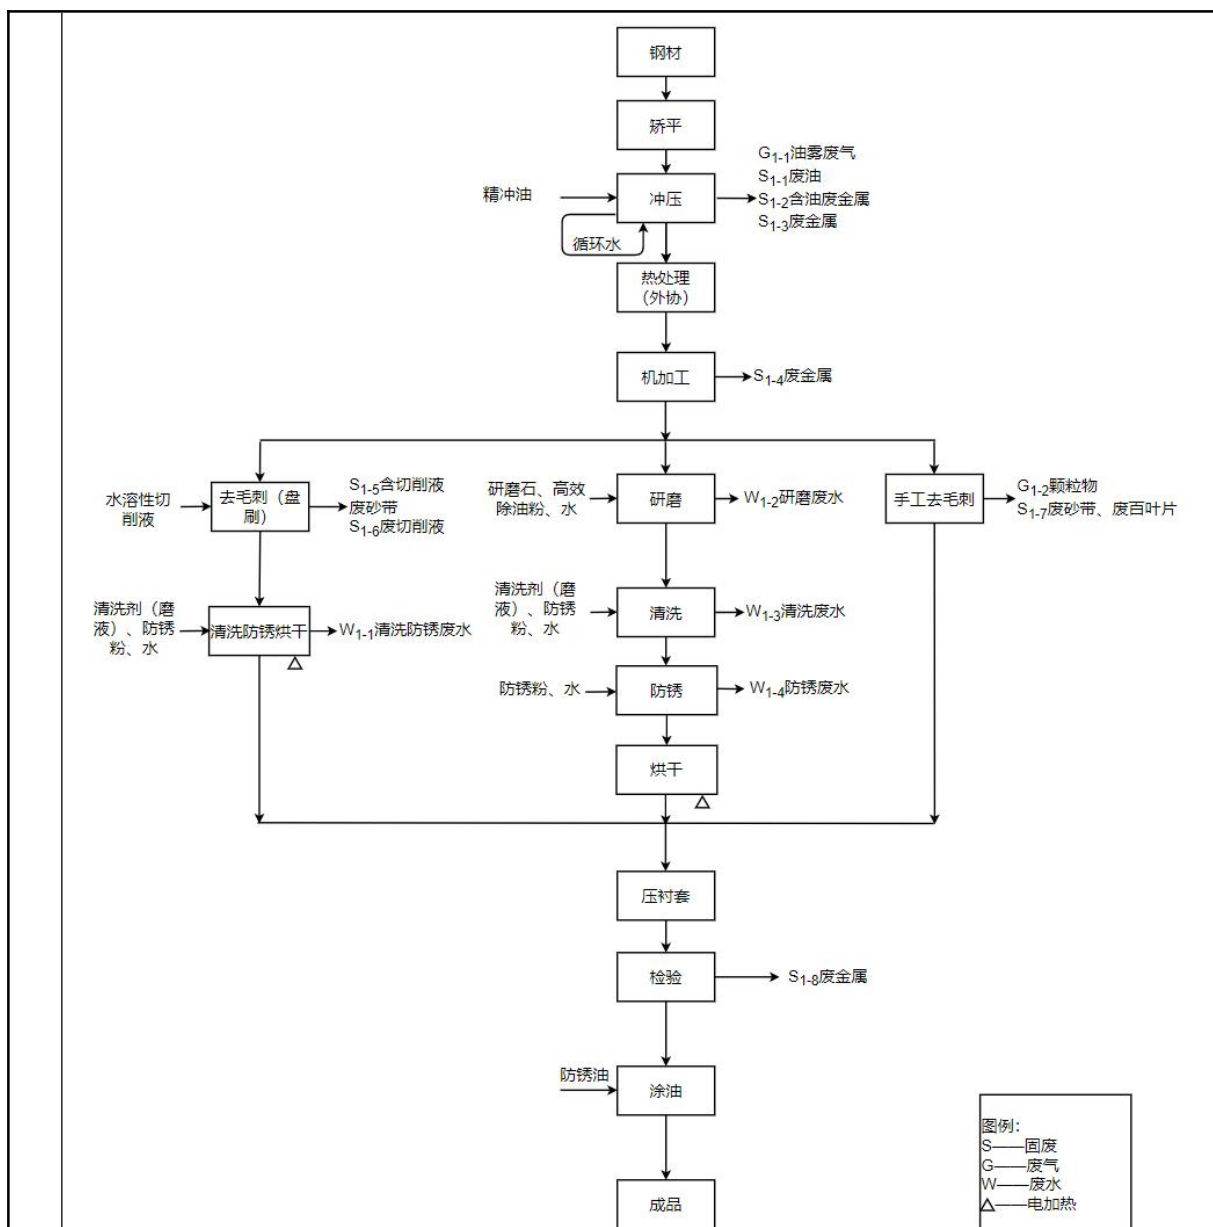 钢材
矫平
G1-1油雾废气
S1-1废油
精冲油
冲压
S1-2含油废金属
S1-3废金属
循环水
热处理
（外协）
机加工
S1-4废金属
水溶性切
削液
去毛刺（盘
刷）
S1-5含切削液
废砂带
S1-6废切削液
研磨石、高效
除油粉、水
研磨
W1-2研磨废水
手工去毛刺
G1-2颗粒物
S1-7废砂带、废百叶片
清洗剂（磨
液）、防锈
粉、水
清洗防锈烘干
W1-1清洗防锈废水
清洗剂（磨
液）、防锈
粉、水
清洗
W1-3清洗废水
防锈粉、水
防锈
W1-4防锈废水
烘干
压衬套
检验
S1-8废金属
防锈油
涂油
成品
图例：
S——固废
G——废气
W——废水
△——电加热